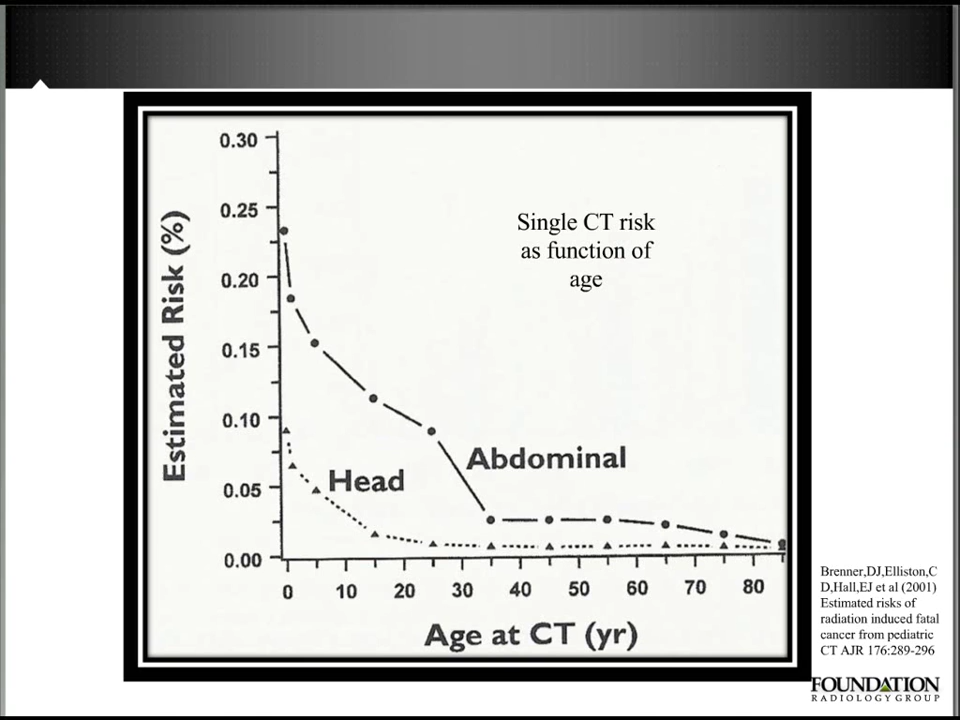 0.30
0.25
0.20
0.15
0.10
0.05
0.00
Estimated Risk (%)
Single CT risk
as function of
age
Abdominal
Head
0 10 20 30 40 50 60 70 80
Age at CT (yr)
Brenner,DJ,Elliston,C
D,Hall,EJ et al (2001)
Estimated risks of
radiation induced fatal
cancer from pediatric
CT AJR 176:289-296
FOUNDATION
RADIOLOGY GROUP